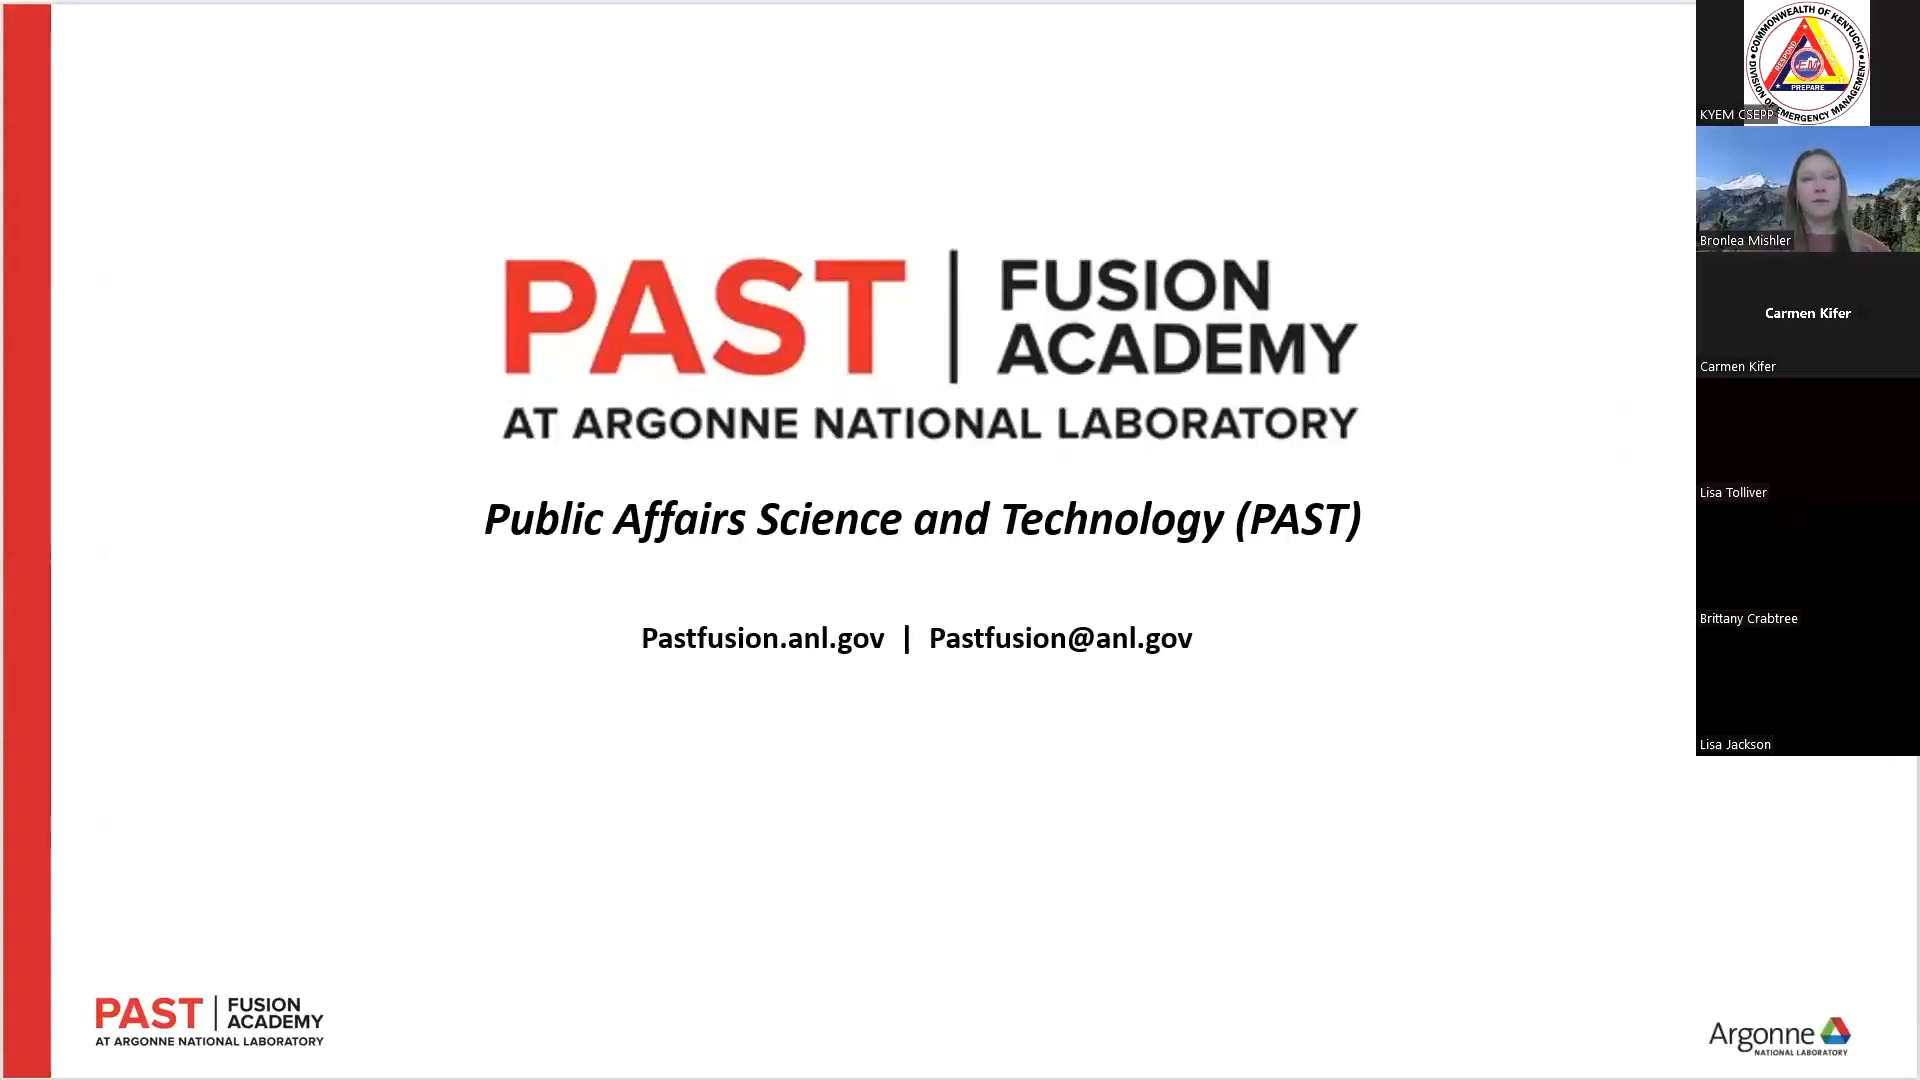 PAST | FUSION
ACADEMY
AT ARGONNE NATIONAL LABORATORY
Public Affairs Science and Technology (PAST)
Pastfusion.anl.gov | Pastfusion@anl.gov
PAST | FUSION
ACADEMY
AT ARGONNE NATIONAL LABORATORY
Argonne
NATIONAL LABORATORY
COMMONWEALTH OF KENTUCKY
DIVISION OF EMERGENCY MANAGEMENT
RESPOND
EM
PREPARE
KYEM CSEPP
Bronlea Mishler
Carmen Kifer
Carmen Kifer
Lisa Tolliver
Brittany Crabtree
Lisa Jackson